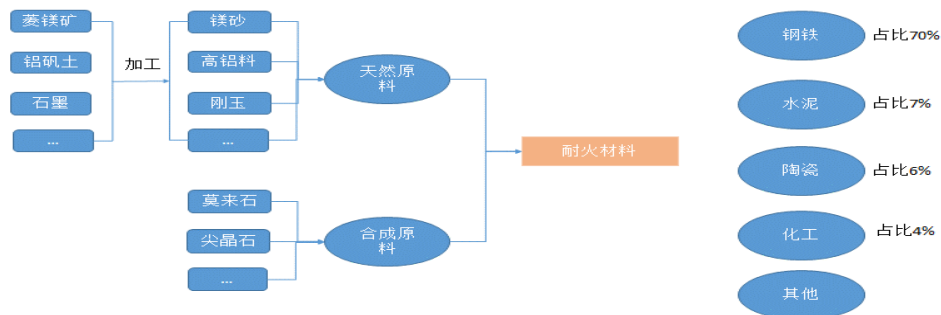 菱镁矿
铝矾土
石墨
...
加工
镁砂
高铝料
刚玉
...
天然原
料
莫来石
尖晶石
...
合成原
料
耐火材料
钢铁
占比70%
水泥
占比7%
陶瓷
占比6%
化工
占比4%
其他